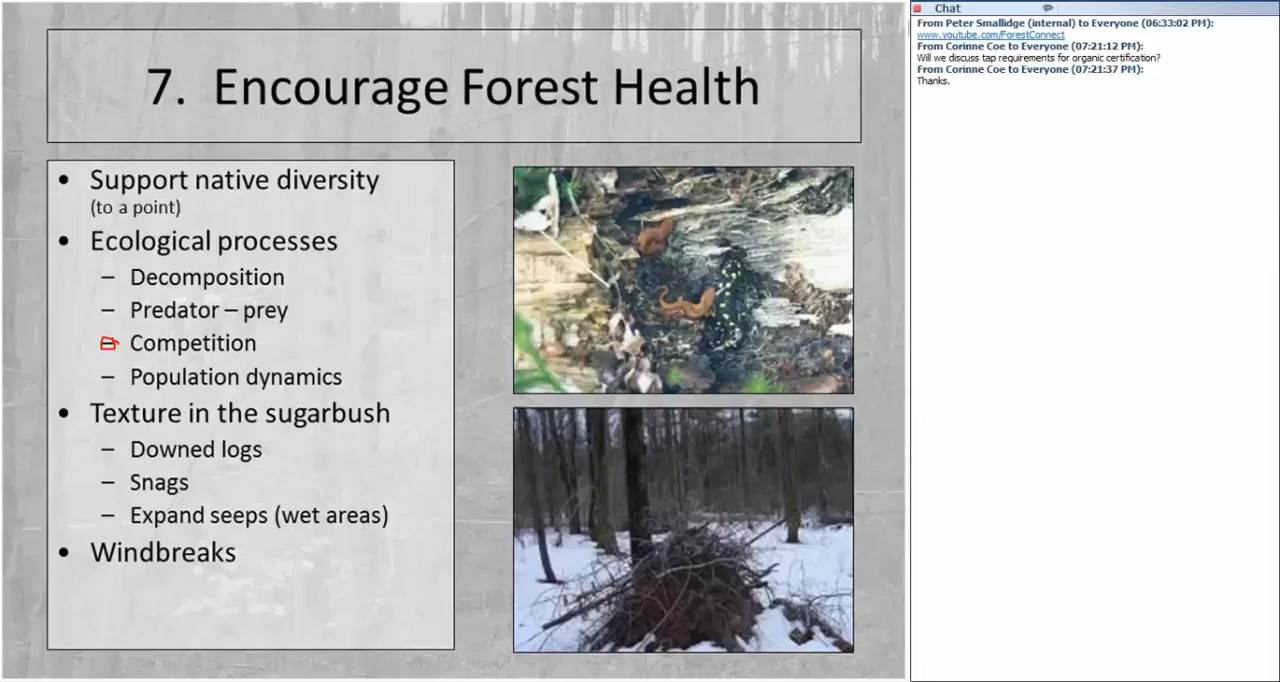 7. Encourage Forest Health
• Support native diversity
(to a point)
• Ecological processes
– Decomposition
– Predator – prey
– Competition
– Population dynamics
• Texture in the sugarbush
– Downed logs
– Snags
– Expand seeps (wet areas)
• Windbreaks
Chat
From Peter Smallidge (internal) to Everyone (06:33:02 PM):
www.youtube.com/ForestConnect
From Corinne Coe to Everyone (07:21:12 PM):
Will we discuss tap requirements for organic certification?
From Corinne Coe to Everyone (07:21:37 PM):
Thanks.